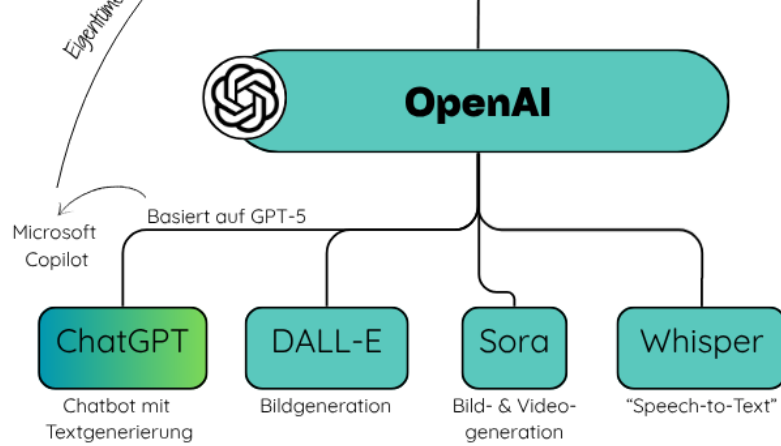 Eigentüme
OpenAI
Basiert auf GPT-5
Microsoft
Copilot
ChatGPT
DALL-E
Sora
Whisper
Chatbot mit
Textgenerierung
Bildgeneration
Bild- & Video-
generation
“Speech-to-Text”